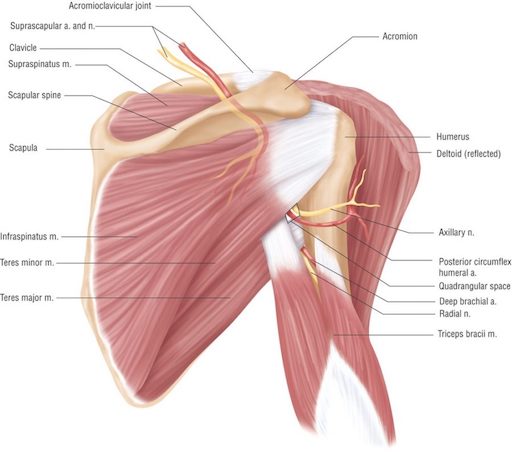 Acromioclavicular joint
Suprascapular a. and n.
Clavicle
Supraspinatus m.
Scapular spine
Scapula
Infraspinatus m.
Teres minor m.
Teres major m.
Acromion
Humerus
Deltoid (reflected)
Axillary n.
Posterior circumflex
humeral a.
Quadrangular space
Deep brachial a.
Radial n.
Triceps bracii m.